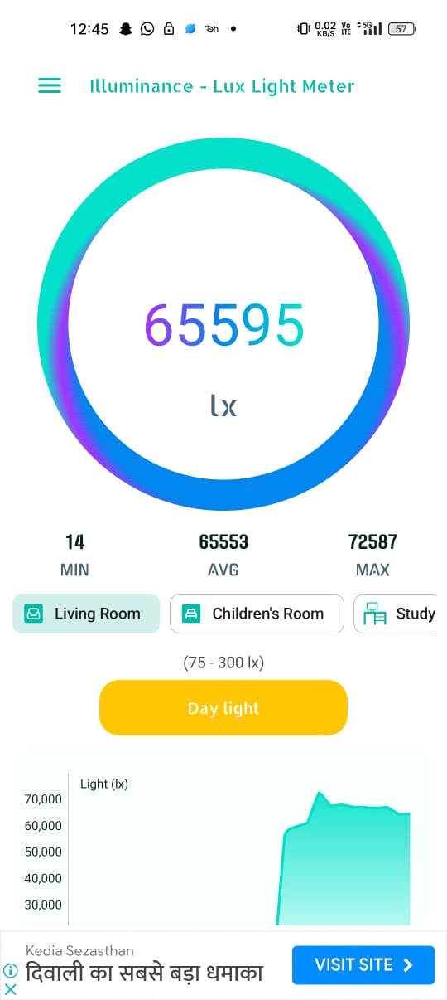 12:45 0.02 KB/S Vo LTE 5G 57
Illuminance - Lux Light Meter
65595
lx
14 65553 72587
MIN AVG MAX
Living Room Children's Room Study
(75 - 300 lx)
Day light
Light (lx)
70,000
60,000
50,000
40,000
30,000
Kedia Sezasthan
दिवाली का सबसे बड़ा धमाका
VISIT SITE